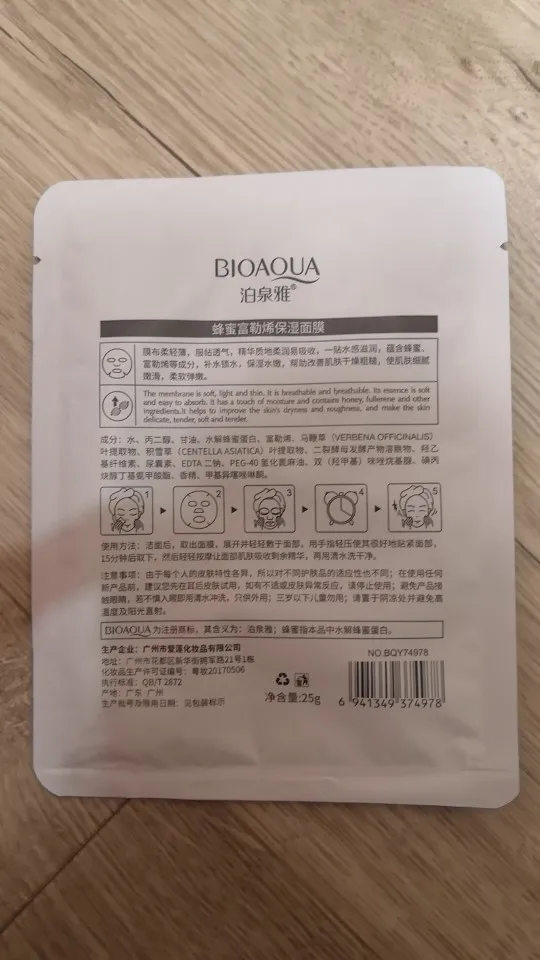 BIOAQUA
泊泉雅®
蜂蜜富勒烯保湿面膜
膜布柔轻薄，服帖透气，精华质地柔润易吸收，一贴水感滋润，蕴含蜂蜜、
富勒烯等成分，补水锁水，保湿水嫩，帮助改善肌肤干燥粗糙，使肌肤细腻
嫩滑，柔软弹嫩。
The membrane is soft, light and thin. It is breathable and breathable. Its essence is soft
and easy to absorb. It has a touch of moisture and contains honey, fullerene and other
ingredients.It helps to improve the skin's dryness and roughness, and make the skin
delicate, tender, soft and tender.
成分：水、丙二醇、甘油、水解蜂蜜蛋白、富勒烯、马鞭草（VERBENA OFFICINALIS）
叶提取物、积雪草（CENTELLA ASIATICA）叶提取物、二裂酵母发酵产物溶胞物、羟乙
基纤维素、尿囊素、EDTA 二钠、PEG-40 氢化蓖麻油、双（羟甲基）咪唑烷基脲、碘丙
炔醇丁基氨甲酸酯、香精、甲基异噻唑啉酮。
1 2 3 4 5
使用方法：洁面后，取出面膜，展开并轻轻敷于面部，用手指轻压使其很好地贴紧面部，
15分钟后取下，然后轻轻按摩让面部肌肤吸收剩余精华，再用清水洗干净。
注意事项：由于每个人的皮肤特性各异，所以对不同护肤品的适应性也不同；在使用任何
新产品前，建议您先在耳后皮肤试用，如有不适或皮肤异常反应，请停止使用；避免产品接
触眼睛，若不慎入眼即用清水冲洗。只供外用；三岁以下儿童勿用；请置于阴凉处并避免高
温度及阳光直射。
BIOAQUA为注册商标，其含义为：泊泉雅；蜂蜜指本品中水解蜂蜜蛋白。
生产企业：广州市爱莲化妆品有限公司
地址：广州市花都区新华街拥军路21号1栋
化妆品生产许可证编号：粤妆20170506
执行标准：QB/T 2872
产地：广东·广州
生产批号及限用日期：见包装标示
净含量:25g
NO.BQY74978
6 941349 374978